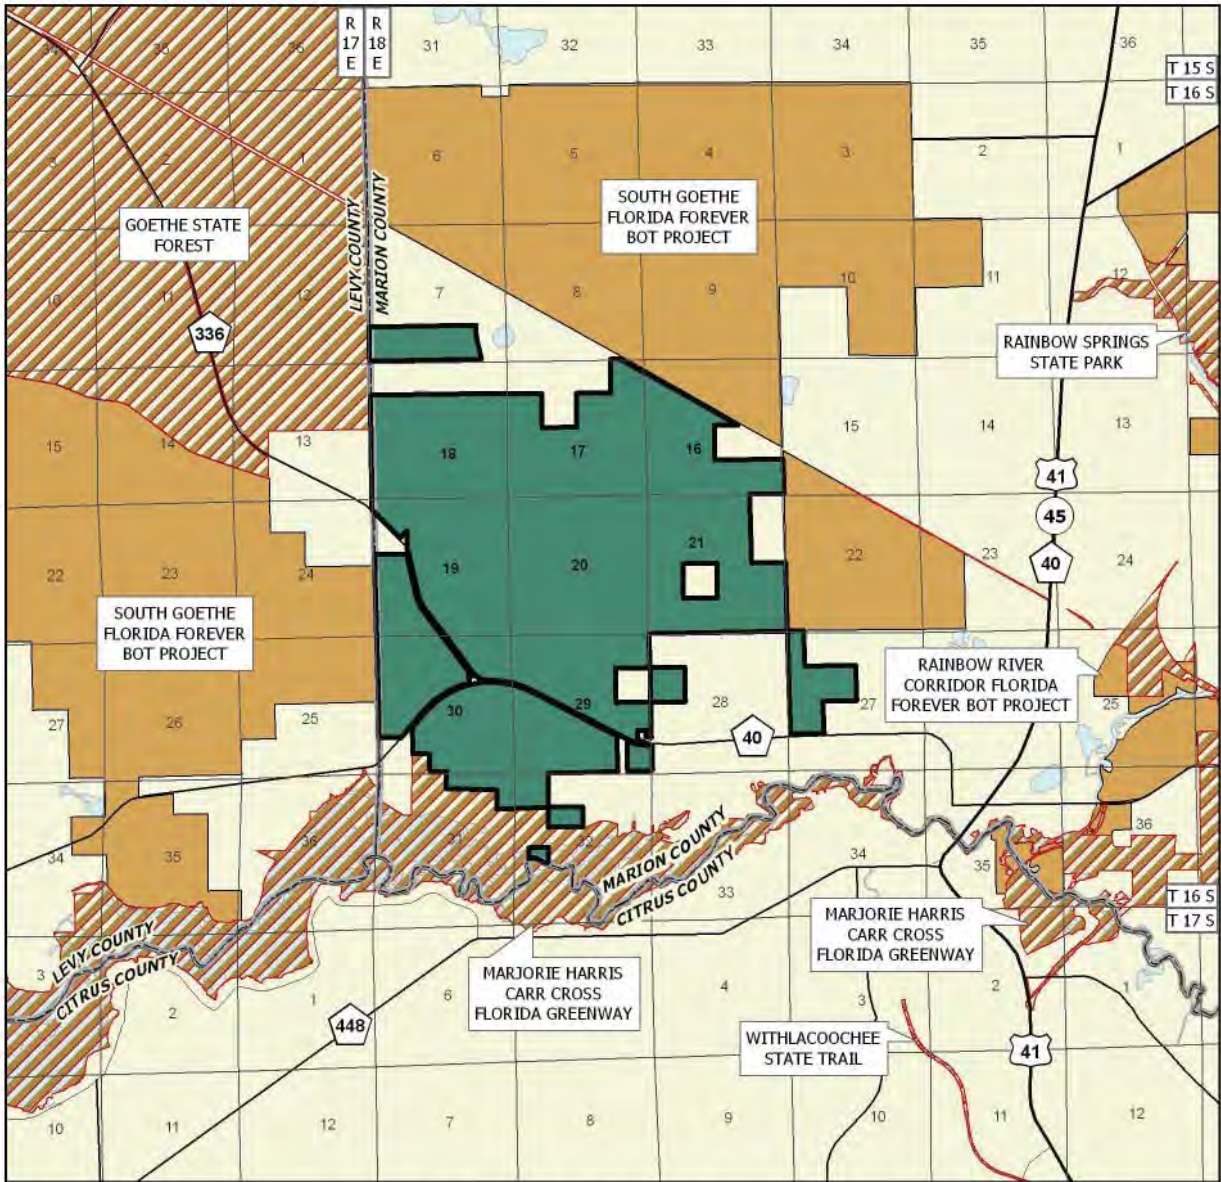 R
17
E
R
18
E
34
35
36
31
32
33
34
35
36
T 15 S
T 16 S
3
2
1
6
5
4
3
2
1
GOETHE STATE
FOREST
SOUTH GOETHE
FLORIDA FOREVER
BOT PROJECT
LEVY COUNTY
MARION COUNTY
10
11
12
7
8
9
10
11
12
336
RAINBOW SPRINGS
STATE PARK
15
14
13
18
17
16
15
14
13
41
45
40
22
23
24
19
20
21
22
23
24
SOUTH GOETHE
FLORIDA FOREVER
BOT PROJECT
RAINBOW RIVER
CORRIDOR FLORIDA
FOREVER BOT PROJECT
27
26
25
30
29
28
27
25
40
34
35
36
31
32
33
34
35
36
MARION COUNTY
CITRUS COUNTY
T 16 S
T 17 S
LEVY COUNTY
CITRUS COUNTY
MARJORIE HARRIS
CARR CROSS
FLORIDA GREENWAY
MARJORIE HARRIS
CARR CROSS
FLORIDA GREENWAY
3
2
1
6
4
3
2
1
448
WITHLACOOCHEE
STATE TRAIL
41
10
11
12
7
8
9
10
11
12